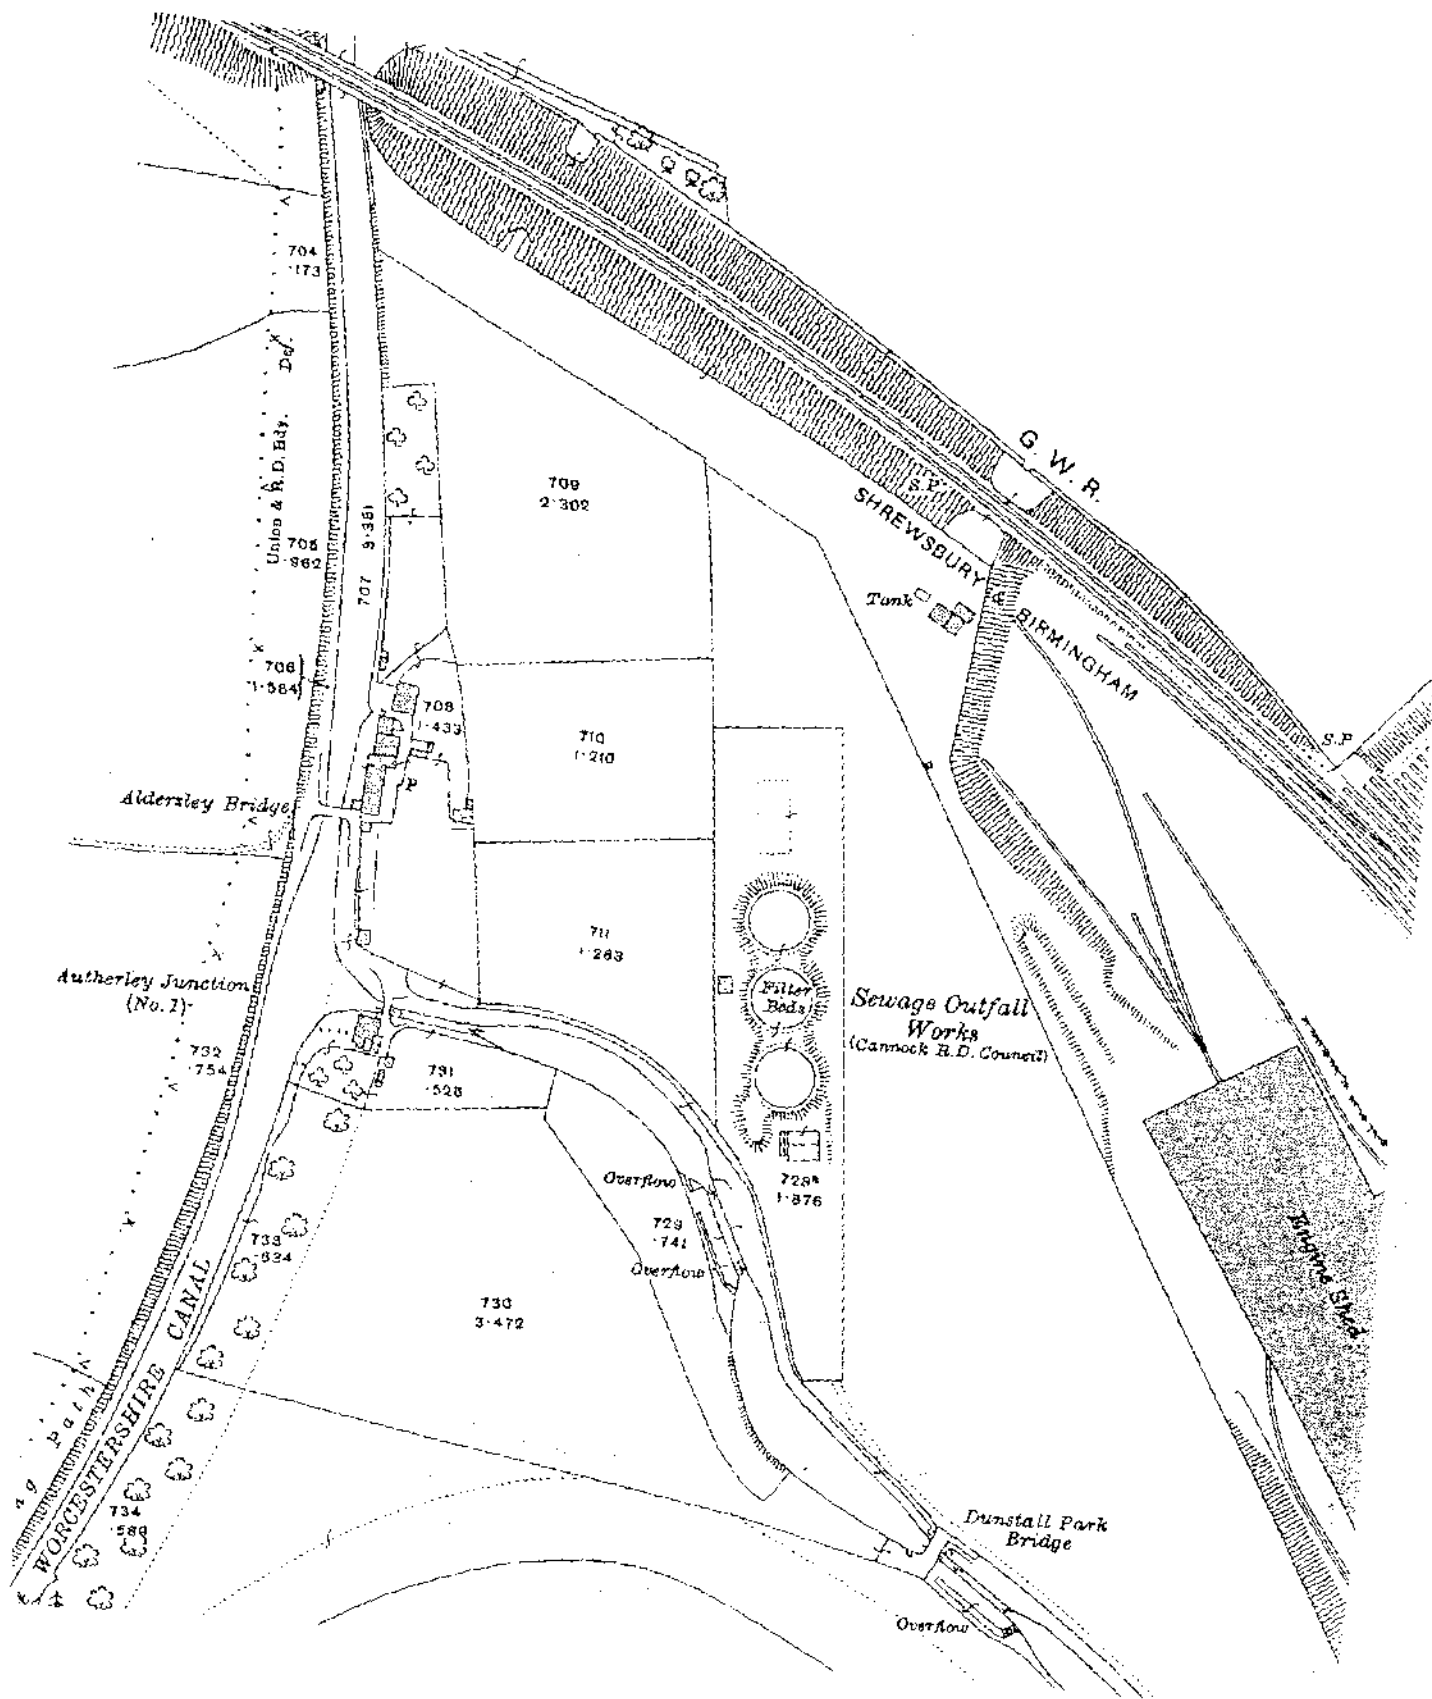 704
·173
Def.
Union & R.D. Bdy.
705
·962
707 9·381
706
1·584
708
1·433
P
709
2·302
710
1·210
711
1·263
G. W. R.
S.P.
SHREWSBURY & BIRMINGHAM
Tank
S.P.
Aldersley Bridge
Autherley Junction
(No. 1)
732
·754
731
·528
Filter
Beds
Sewage Outfall
Works
(Cannock R.D. Council)
728a
1·876
Overflow
729
·741
Overflow
733
·634
730
3·472
Engine Shed
Path
WORCESTERSHIRE CANAL
734
Dunstall Park
Bridge
Overflow